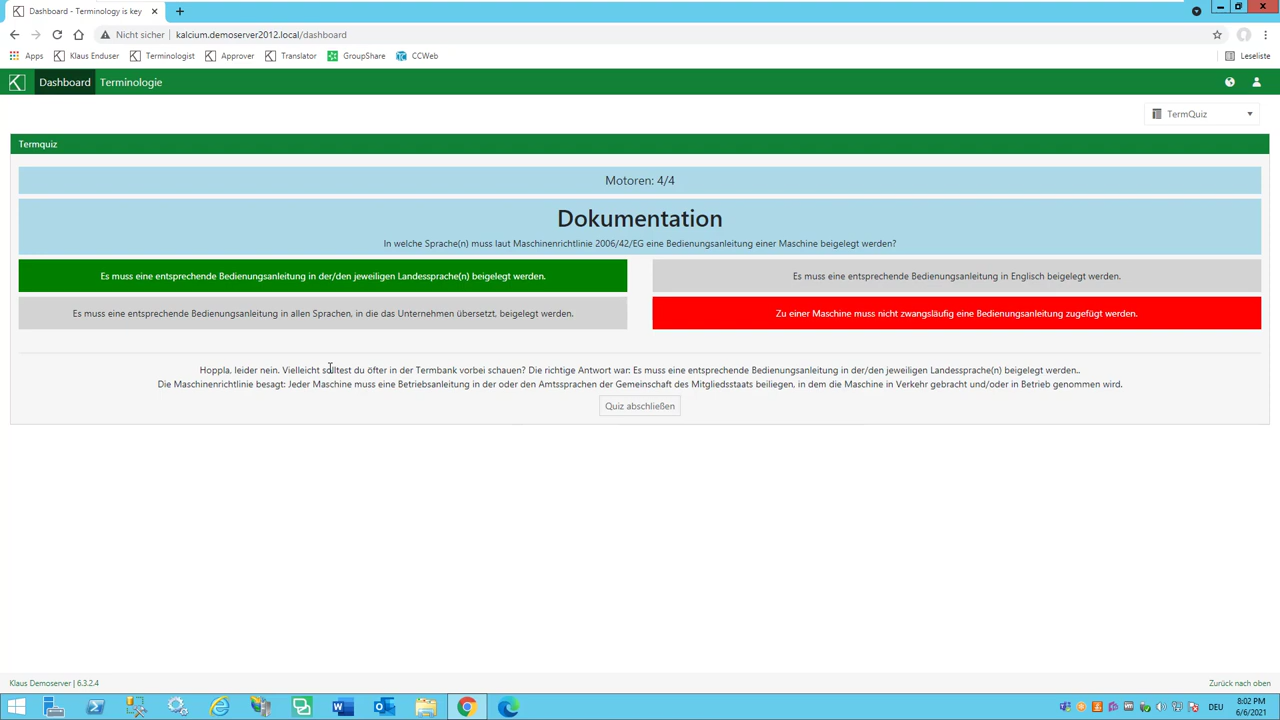 Dashboard - Terminology is key
Nicht sicher | kalcium.demoserver2012.local/dashboard
Apps Klaus Enduser Terminologist Approver Translator GroupShare CCWeb Leseliste
Dashboard Terminologie
TermQuiz
Termquiz
Motoren: 4/4
Dokumentation
In welche Sprache(n) muss laut Maschinenrichtlinie 2006/42/EG eine Bedienungsanleitung einer Maschine beigelegt werden?
Es muss eine entsprechende Bedienungsanleitung in der/den jeweiligen Landessprache(n) beigelegt werden.
Es muss eine entsprechende Bedienungsanleitung in Englisch beigelegt werden.
Es muss eine entsprechende Bedienungsanleitung in allen Sprachen, in die das Unternehmen übersetzt, beigelegt werden.
Zu einer Maschine muss nicht zwangsläufig eine Bedienungsanleitung zugefügt werden.
Hoppla, leider nein. Vielleicht solltest du öfter in der Termbank vorbei schauen? Die richtige Antwort war: Es muss eine entsprechende Bedienungsanleitung in der/den jeweiligen Landessprache(n) beigelegt werden..
Die Maschinenrichtlinie besagt: Jeder Maschine muss eine Betriebsanleitung in der oder den Amtssprachen der Gemeinschaft des Mitgliedsstaats beiliegen, in dem die Maschine in Verkehr gebracht und/oder in Betrieb genommen wird.
Quiz abschließen
Klaus Demoserver | 6.3.2.4
Zurück nach oben
DEU
8:02 PM
6/6/2021